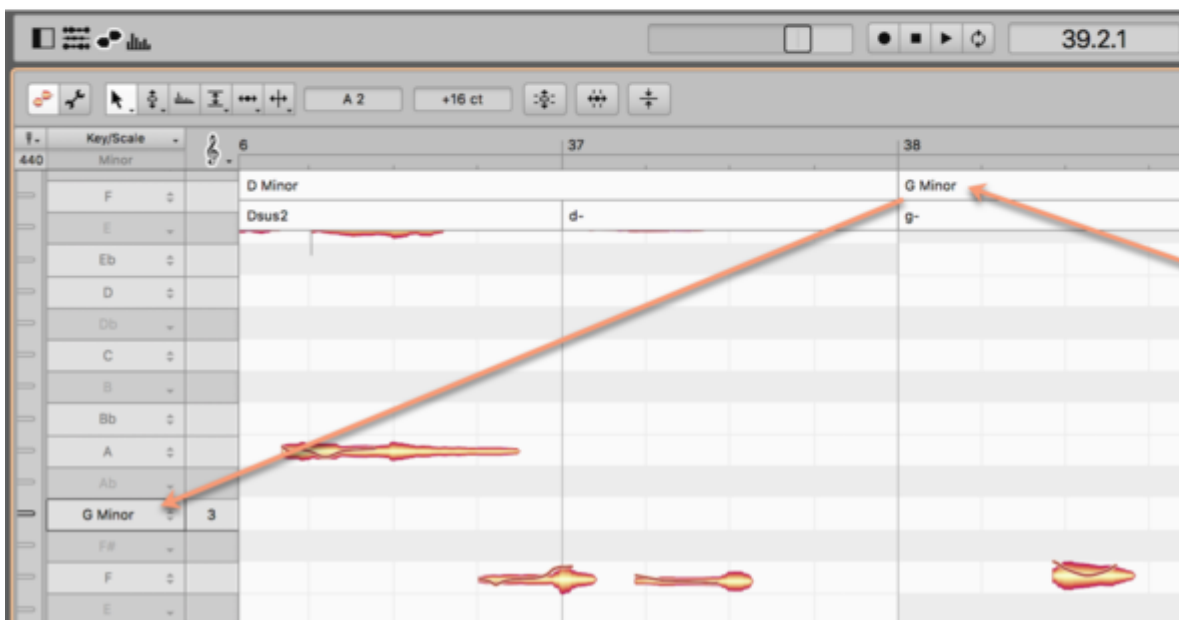 39.2.1
A 2 +16 ct
Key/Scale 6 37 38
440 Minor
F D Minor G Minor
E Dsus2 d- g-
Eb
D
Db
C
B
Bb
A
Ab
G Minor 3
F#
F
E